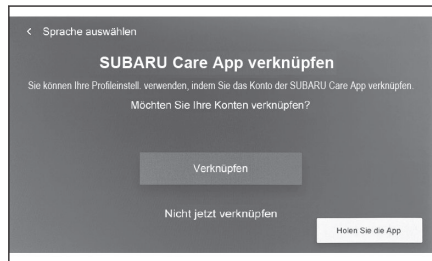 < Sprache auswählen
SUBARU Care App verknüpfen
Sie können Ihre Profileinstell. verwenden, indem Sie das Konto der SUBARU Care App verknüpfen.
Möchten Sie Ihre Konten verknüpfen?
Verknüpfen
Nicht jetzt verknüpfen
Holen Sie die App